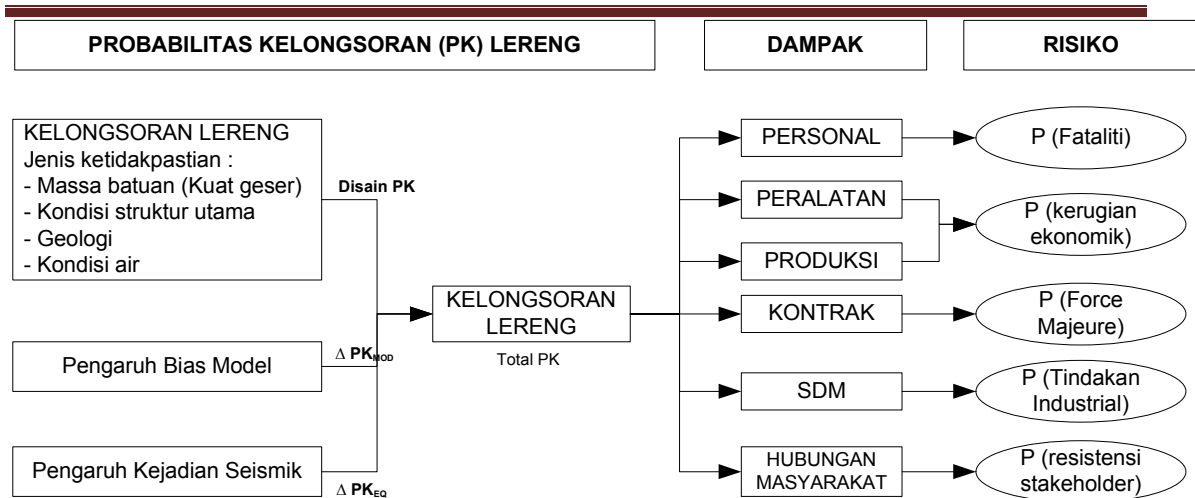 PROBABILITAS KELONGSORAN (PK) LERENG
DAMPAK
RISIKO
KELONGSORAN LERENG
Jenis ketidakpastian :
- Massa batuan (Kuat geser)
- Kondisi struktur utama
- Geologi
- Kondisi air
Disain PK
Pengaruh Bias Model
Δ PKMOD
Pengaruh Kejadian Seismik
Δ PKEQ
KELONGSORAN
LERENG
Total PK
PERSONAL
PERALATAN
PRODUKSI
KONTRAK
SDM
HUBUNGAN
MASYARAKAT
P (Fataliti)
P (kerugian
ekonomik)
P (Force
Majeure)
P (Tindakan
Industrial)
P (resistensi
stakeholder)